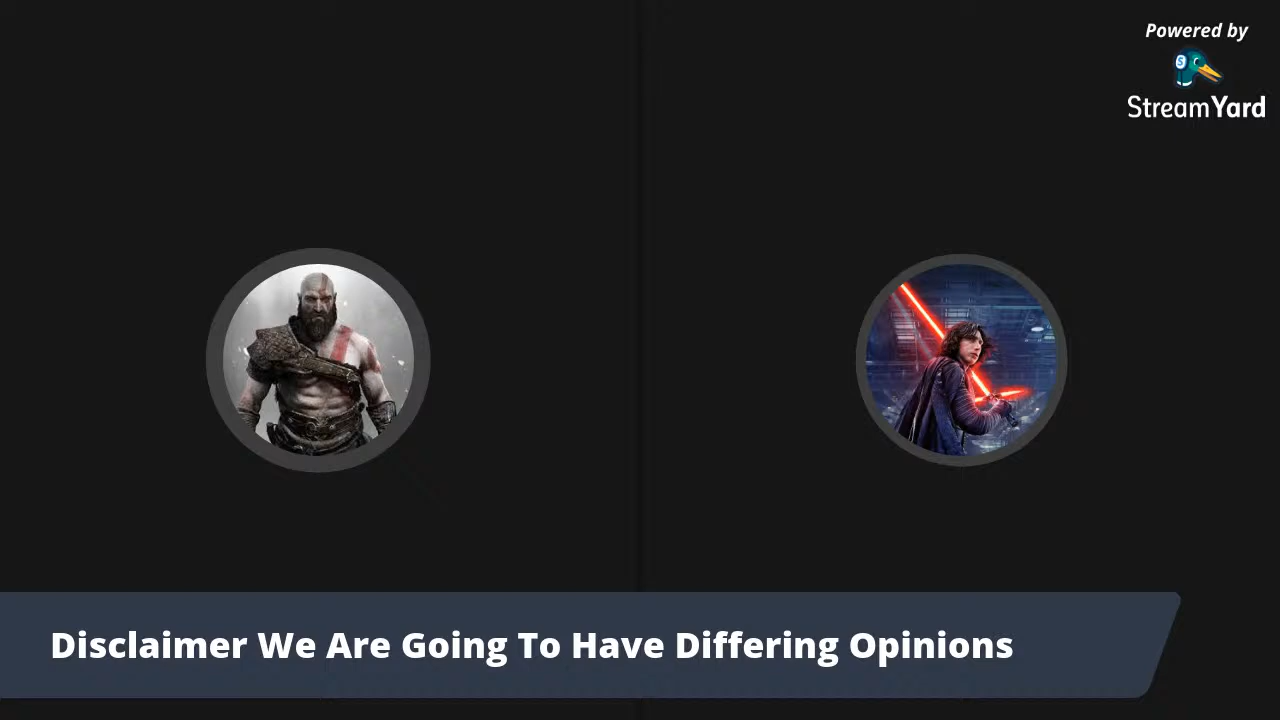 Powered by
StreamYard
Disclaimer We Are Going To Have Differing Opinions